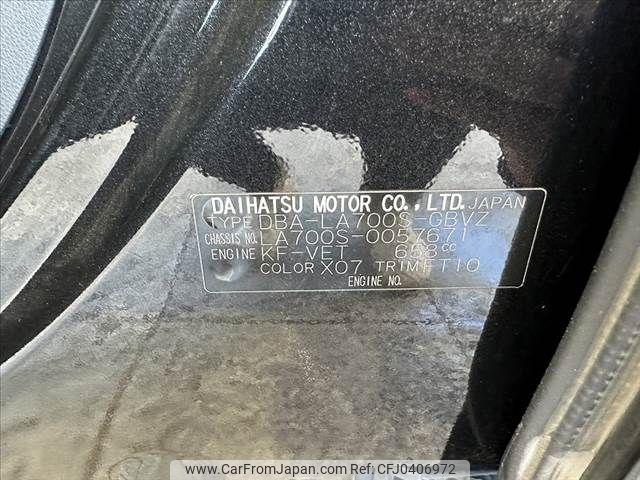 DAIHATSU MOTOR CO.,LTD. JAPAN
TYPE DBA-LA700S-GBVZ
CHASSIS NO. LA700S-0057671
ENGINE KF-VET 658cc
COLOR X07 TRIM FT10
ENGINE NO.
www.CarFromJapan.com - ID: CFJ0406972